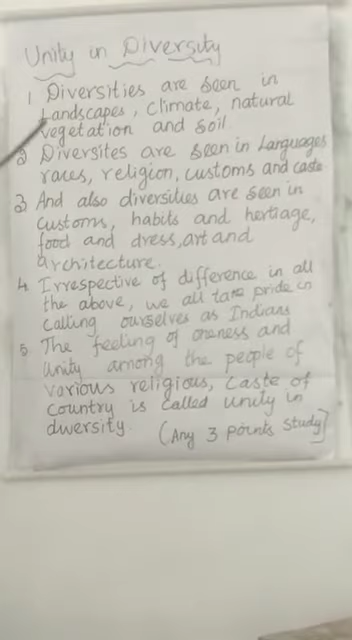 Unity in Diversity
1 Diversities are seen in
Landscapes, climate, natural
vegetation and soil.
2 Diversites are seen in Languages
races, religion, customs and caste
3 And also diversities are seen in
customs, habits and hertiage,
food and dress, art and
architecture.
4. Irrespective of difference in all
the above, we all take pride in
calling ourselves as Indians
5. The feeling of oneness and
unity among the people of
various religious, caste of
country is called unity in
dwersity. (Any 3 points study)